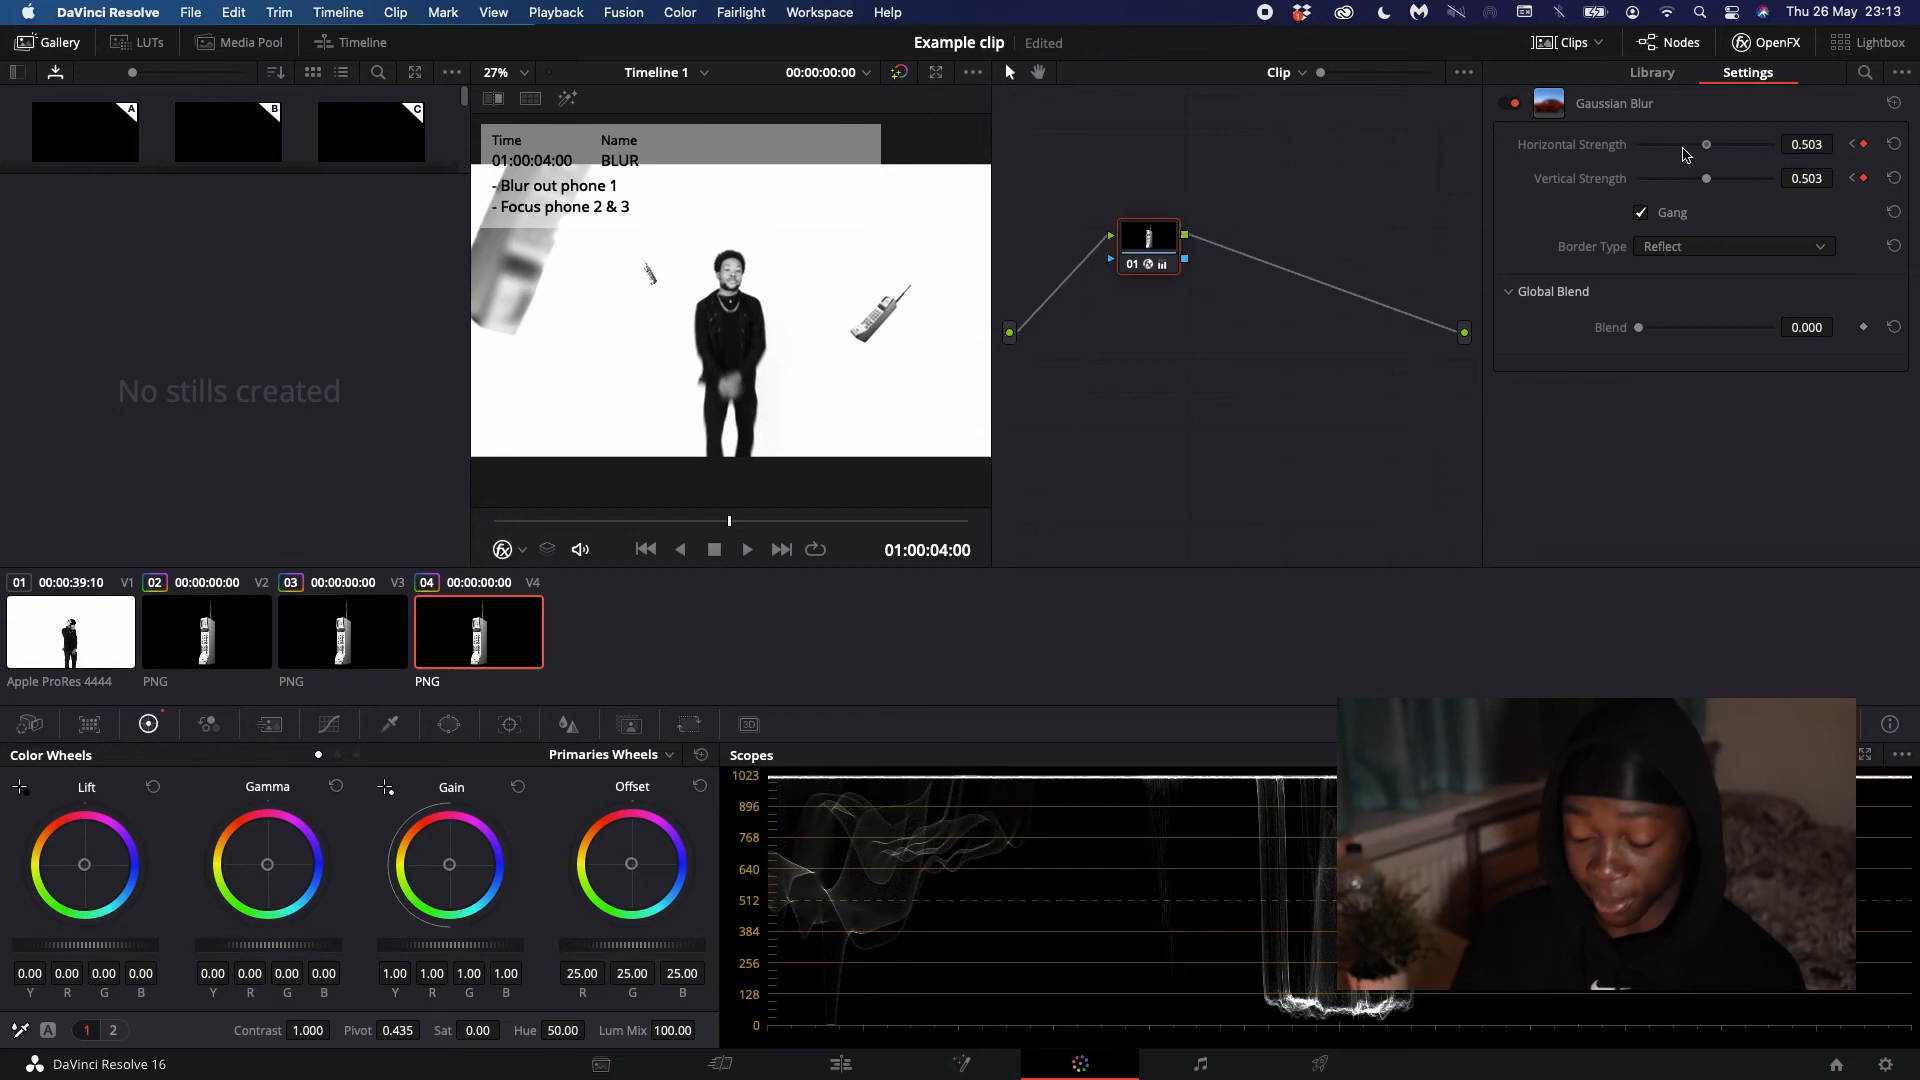 DaVinci Resolve File Edit Trim Timeline Clip Mark View Playback Fusion Color Fairlight Workspace Help Thu 26 May 23:13
Gallery LUTs Media Pool Timeline Example clip Edited Clips Nodes OpenFX Lightbox
27% Timeline 1 00:00:00:00 Clip Library Settings
A B C
Gaussian Blur
Time Name
01:00:04:00 BLUR
- Blur out phone 1
- Focus phone 2 & 3
Horizontal Strength 0.503
Vertical Strength 0.503
Gang
Border Type Reflect
Global Blend
Blend 0.000
01
No stills created
01:00:04:00
01 00:00:39:10 V1 02 00:00:00:00 V2 03 00:00:00:00 V3 04 00:00:00:00 V4
Apple ProRes 4444 PNG PNG PNG
3D
Color Wheels Primaries Wheels Scopes
Lift Gamma Gain Offset
1023
896
768
640
512
384
256
128
0
0.00 0.00 0.00 0.00 0.00 0.00 0.00 0.00 1.00 1.00 1.00 1.00 25.00 25.00 25.00
Y R G B Y R G B Y R G B R G B
A 1 2 Contrast 1.000 Pivot 0.435 Sat 0.00 Hue 50.00 Lum Mix 100.00
DaVinci Resolve 16